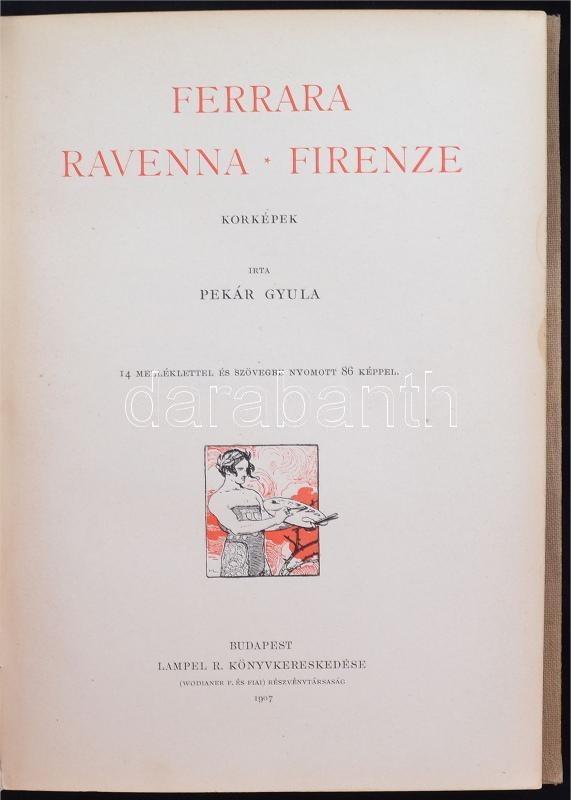 FERRARA
RAVENNA * FIRENZE
KORKÉPEK
IRTA
PEKÁR GYULA
14 MELLÉKLETTEL ÉS SZÖVEGBE NYOMOTT 86 KÉPPEL.
darabanth
BUDAPEST
LAMPEL R. KÖNYVKERESKEDÉSE
(WODIANER F. ÉS FIAI) RÉSZVÉNYTÁRSASÁG
1907